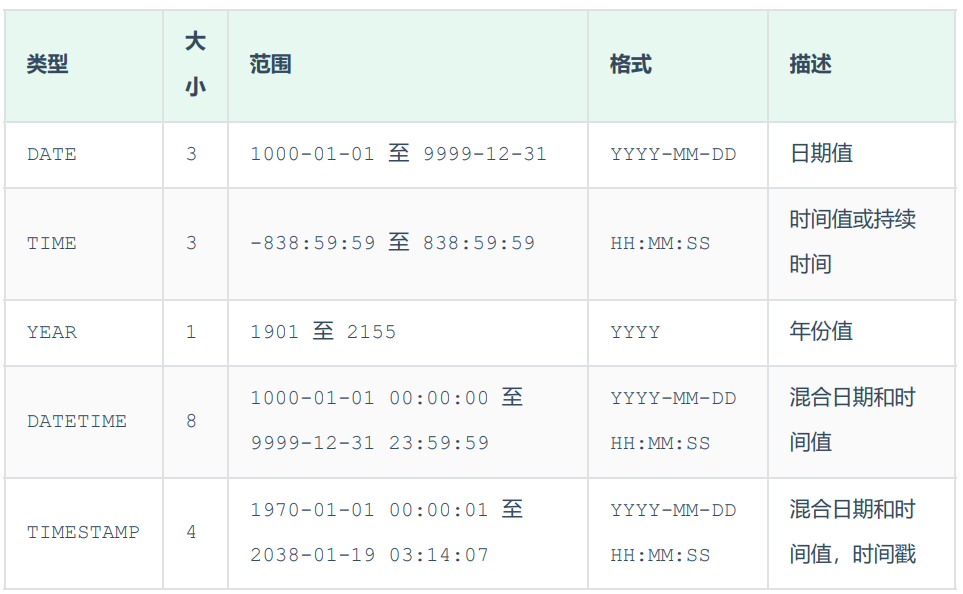 类型 大小 范围 格式 描述
DATE 3 1000-01-01 至 9999-12-31 YYYY-MM-DD 日期值
TIME 3 -838:59:59 至 838:59:59 HH:MM:SS 时间值或持续时间
YEAR 1 1901 至 2155 YYYY 年份值
DATETIME 8 1000-01-01 00:00:00 至 9999-12-31 23:59:59 YYYY-MM-DD HH:MM:SS 混合日期和时间值
TIMESTAMP 4 1970-01-01 00:00:01 至 2038-01-19 03:14:07 YYYY-MM-DD HH:MM:SS 混合日期和时间值，时间戳